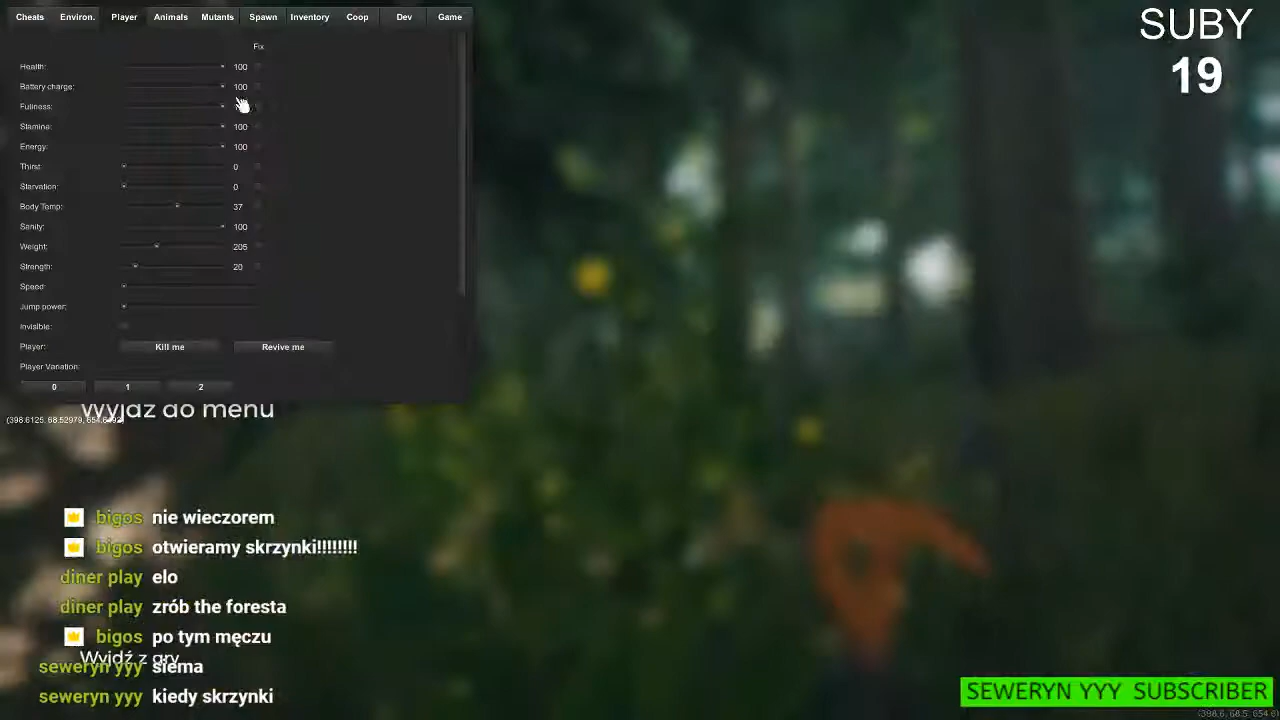 Cheats Environ. Player Animals Mutants Spawn Inventory Coop Dev Game
Fix
Health: 100
Battery charge: 100
Fullness:
Stamina: 100
Energy: 100
Thirst: 0
Starvation: 0
Body Temp: 37
Sanity: 100
Weight: 205
Strength: 20
Speed:
Jump power:
Invisible:
Player: Kill me Revive me
Player Variation:
0 1 2
Wyjdź do menu
SUBY
19
bigos nie wieczorem
bigos otwieramy skrzynki!!!!!!!!
diner play elo
diner play zrób the foresta
bigos po tym męczu
Wyjdź z gry
seweryn yyy siema
seweryn yyy kiedy skrzynki
SEWERYN YYY SUBSCRIBER